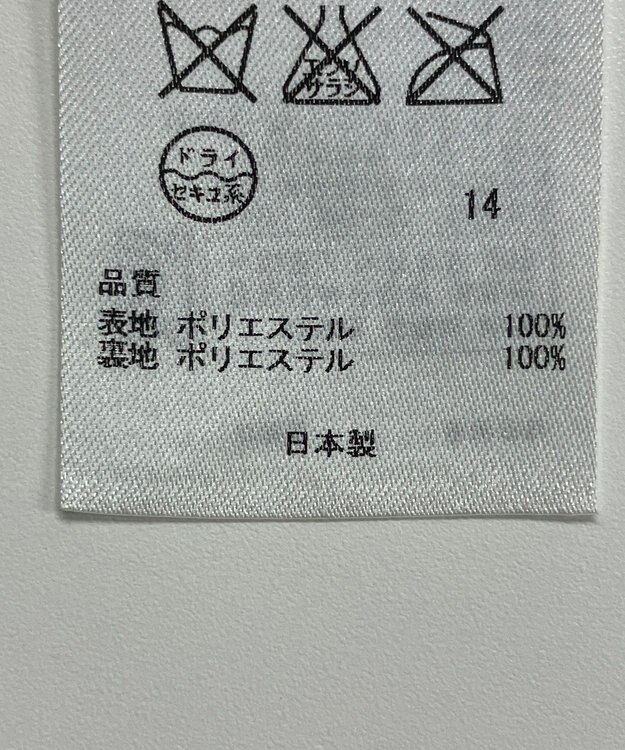 エンソ
サラシ
ドライ
セキユ系
14
品質
表地 ポリエステル 100%
裏地 ポリエステル 100%
日本製